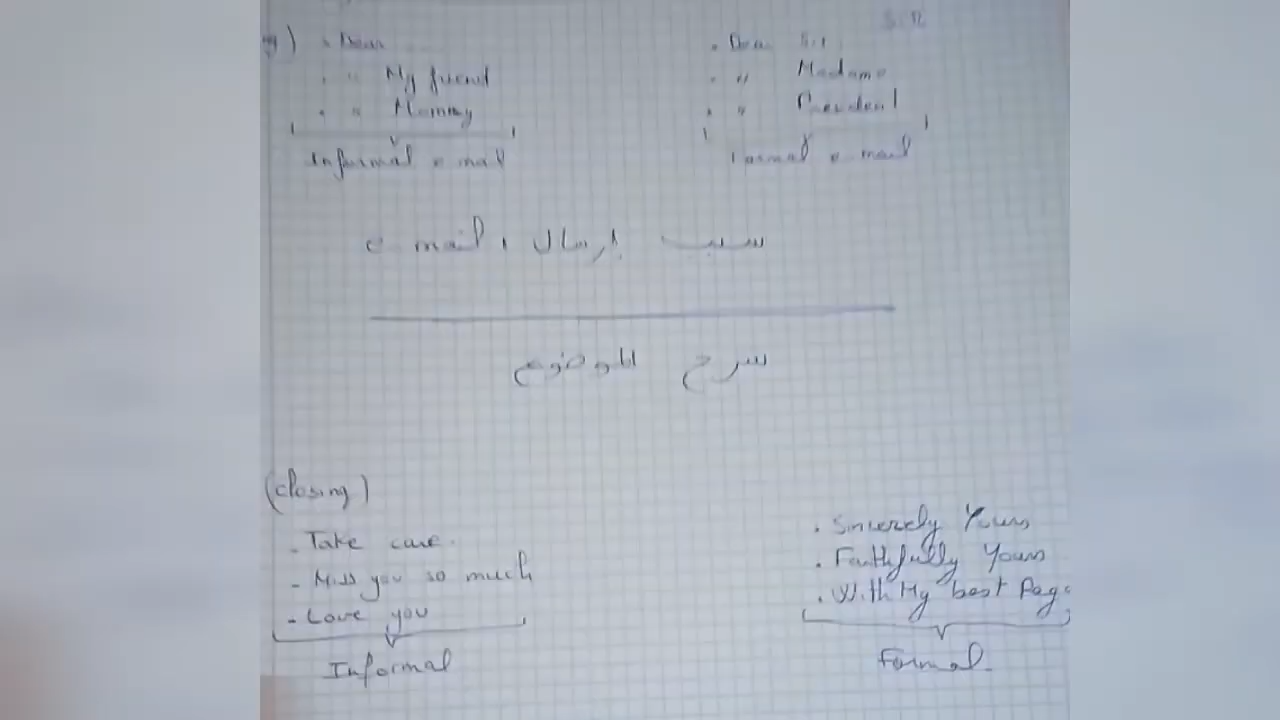 . Dear
. " My friend
. " Mommy
Informal e mail
. Dear Sir
. " Madame
. " President
Formal e mail
سبب إرسال ، e mail
شرح الموضوع
(closing)
- Take care.
- Miss you so much
- Love you
Informal
. Sincerely Yours
. Faithfully Yours
. With My best
Formal